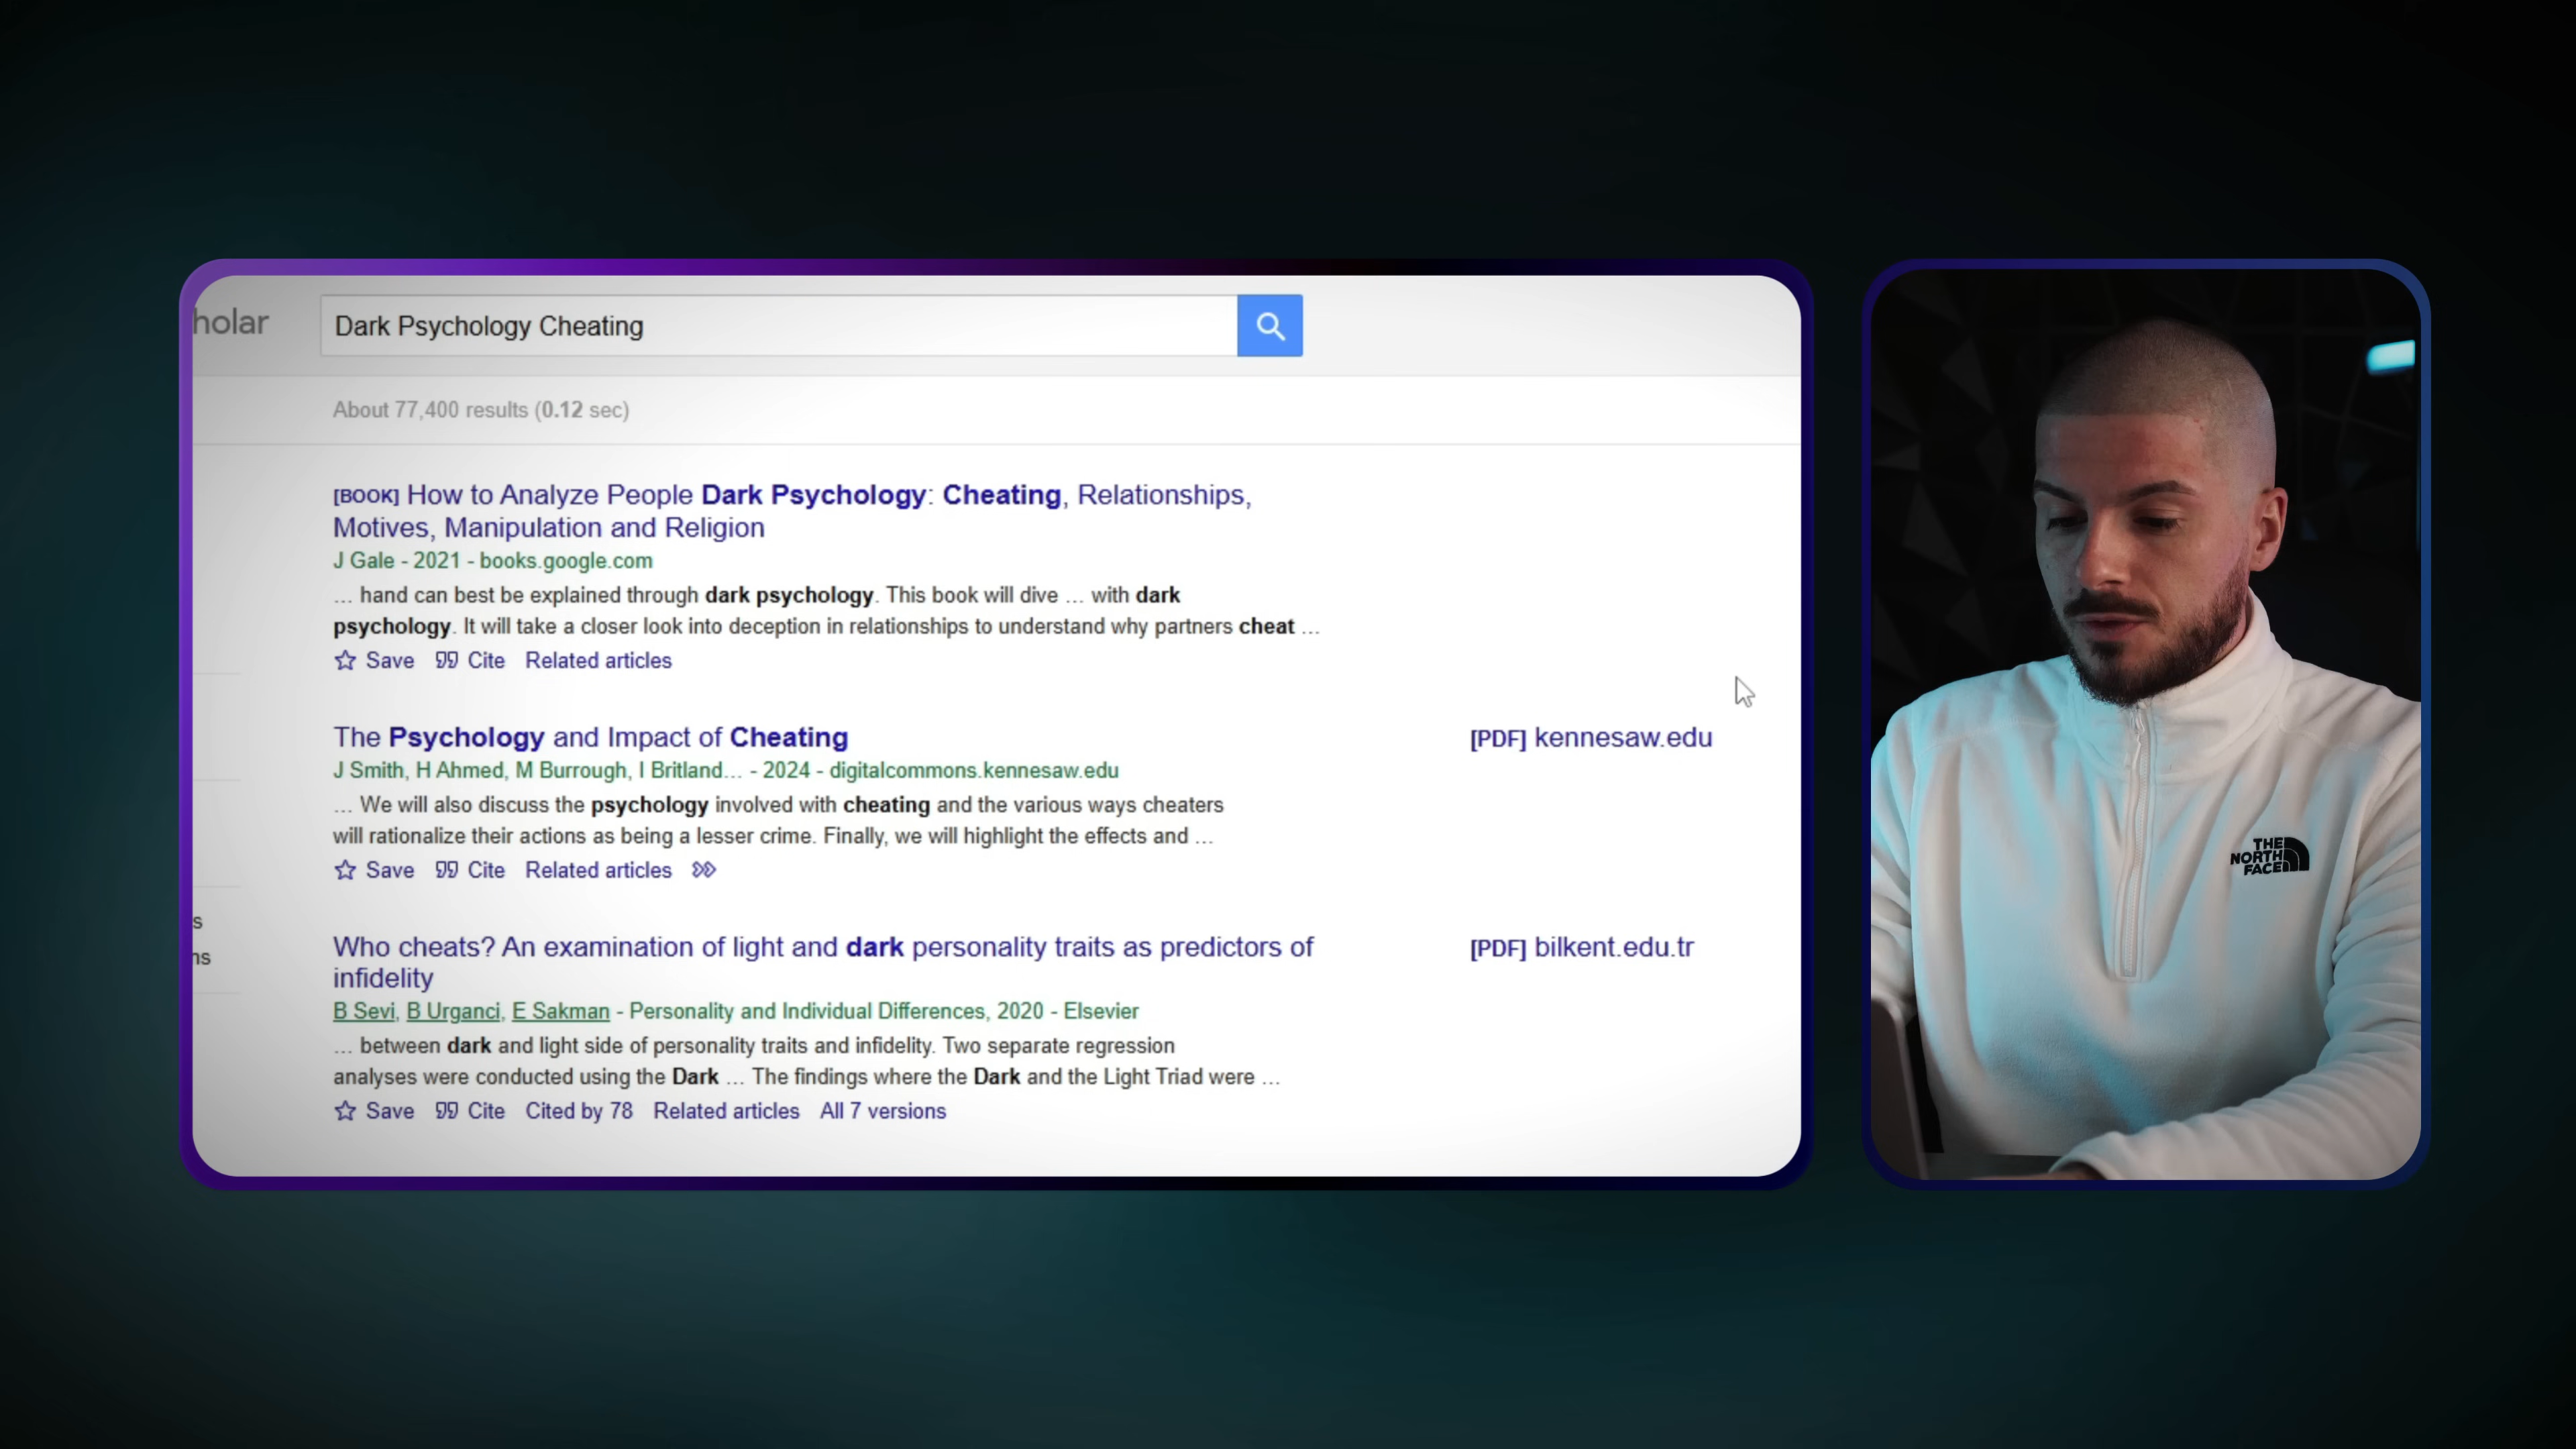 holar
Dark Psychology Cheating
About 77,400 results (0.12 sec)
[BOOK] How to Analyze People Dark Psychology: Cheating, Relationships,
Motives, Manipulation and Religion
J Gale - 2021 - books.google.com
... hand can best be explained through dark psychology. This book will dive ... with dark
psychology. It will take a closer look into deception in relationships to understand why partners cheat ...
Save Cite Related articles
The Psychology and Impact of Cheating
[PDF] kennesaw.edu
J Smith, H Ahmed, M Burrough, I Britland... - 2024 - digitalcommons.kennesaw.edu
... We will also discuss the psychology involved with cheating and the various ways cheaters
will rationalize their actions as being a lesser crime. Finally, we will highlight the effects and ...
Save Cite Related articles
s
ns
Who cheats? An examination of light and dark personality traits as predictors of
infidelity
[PDF] bilkent.edu.tr
B Sevi, B Urganci, E Sakman - Personality and Individual Differences, 2020 - Elsevier
... between dark and light side of personality traits and infidelity. Two separate regression
analyses were conducted using the Dark ... The findings where the Dark and the Light Triad were ...
Save Cite Cited by 78 Related articles All 7 versions
THE
NORTH
FACE